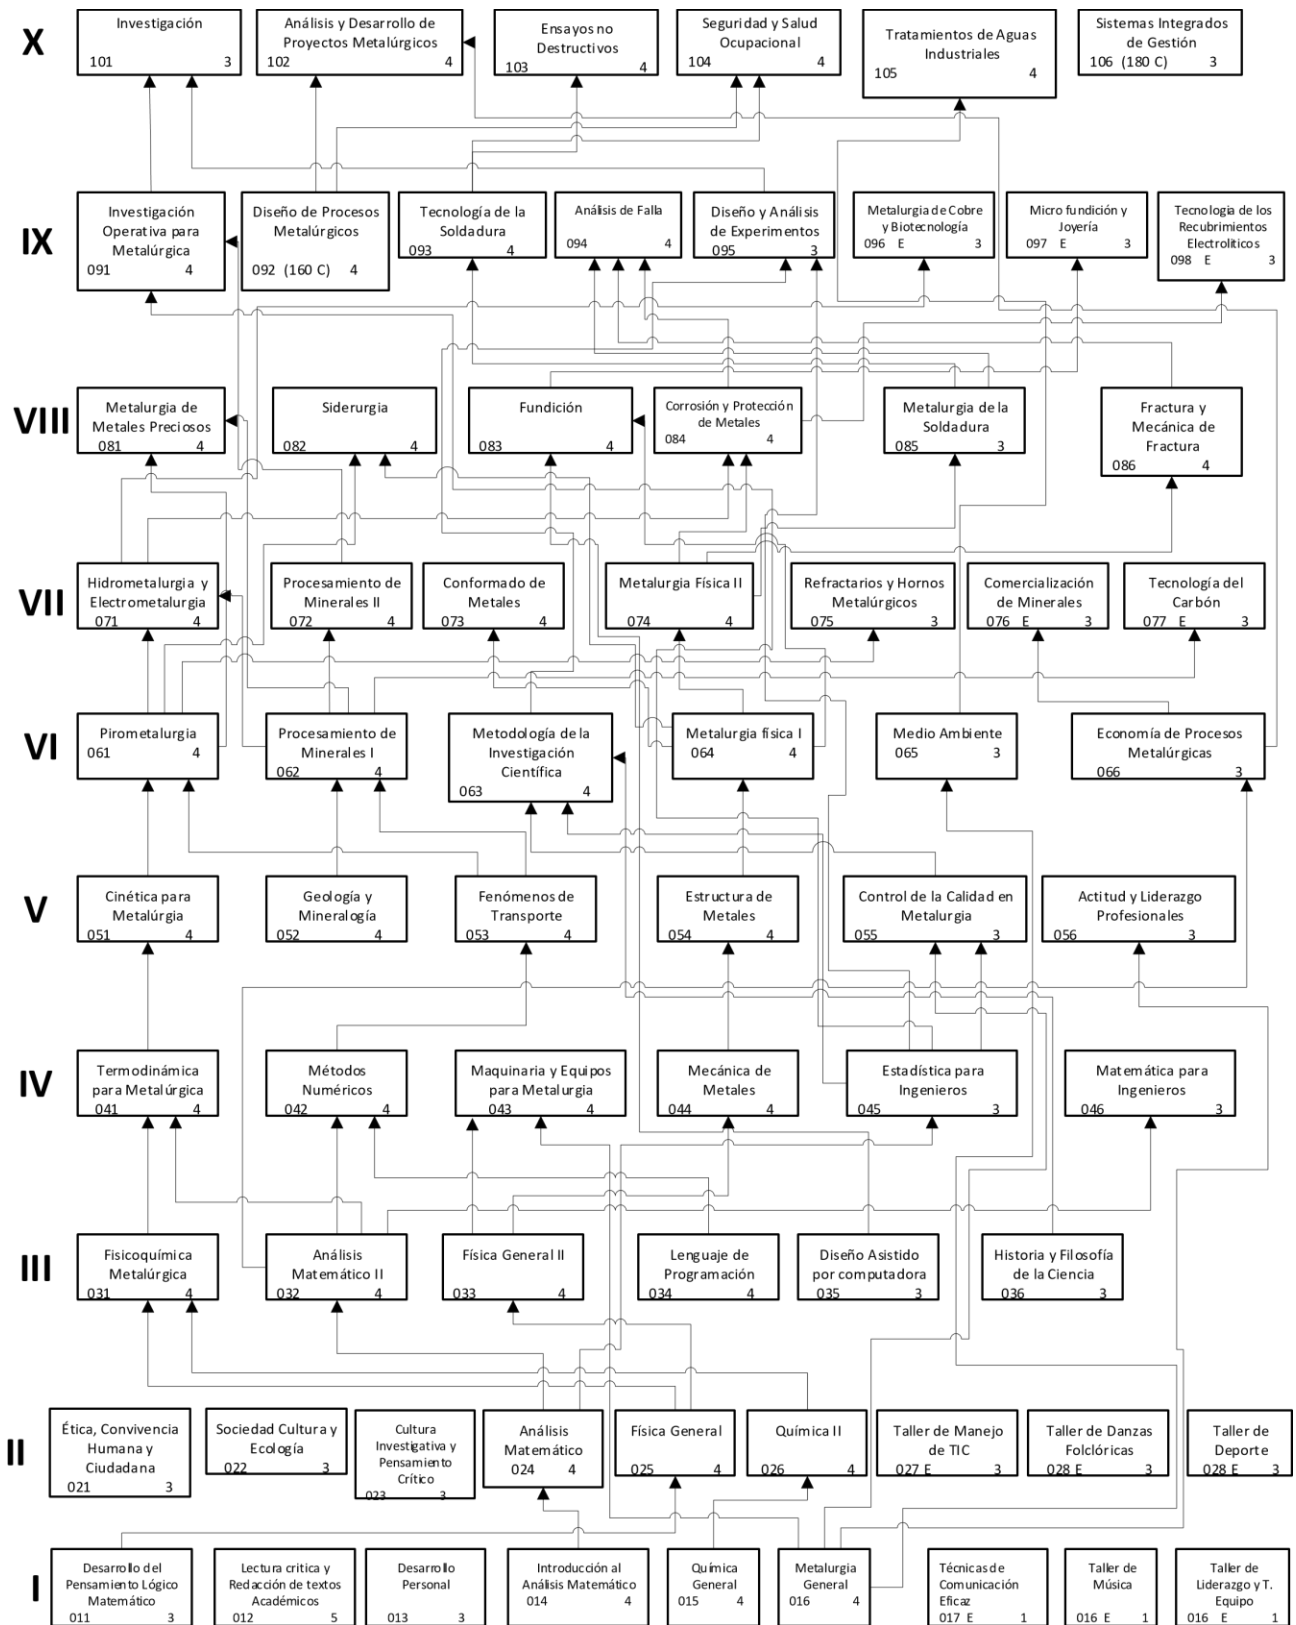 X
Investigación
101 3
Análisis y Desarrollo de
Proyectos Metalúrgicos
102 4
Ensayos no
Destructivos
103 4
Seguridad y Salud
Ocupacional
104 4
Tratamientos de Aguas
Industriales
105 4
Sistemas Integrados
de Gestión
106 (180 C) 3
IX
Investigación
Operativa para
Metalúrgica
091 4
Diseño de Procesos
Metalúrgicos
092 (160 C) 4
Tecnología de la
Soldadura
093 4
Análisis de Falla
094 4
Diseño y Análisis
de Experimentos
095 3
Metalurgia de Cobre
y Biotecnología
096 E 3
Micro fundición y
Joyería
097 E 3
Tecnologia de los
Recubrimientos
Electrolíticos
098 E 3
VIII
Metalurgia de
Metales Preciosos
081 4
Siderurgia
082 4
Fundición
083 4
Corrosión y Protección
de Metales
084 4
Metalurgia de la
Soldadura
085 3
Fractura y
Mecánica de
Fractura
086 4
VII
Hidrometalurgia y
Electrometalurgia
071 4
Procesamiento de
Minerales II
072 4
Conformado de
Metales
073 4
Metalurgia Física II
074 4
Refractarios y Hornos
Metalúrgicos
075 3
Comercialización
de Minerales
076 E 3
Tecnología del
Carbón
077 E 3
VI
Pirometalurgia
061 4
Procesamiento de
Minerales I
062 4
Metodología de la
Investigación
Científica
063 4
Metalurgia física I
064 4
Medio Ambiente
065 3
Economía de Procesos
Metalúrgicas
066 3
V
Cinética para
Metalúrgia
051 4
Geología y
Mineralogía
052 4
Fenómenos de
Transporte
053 4
Estructura de
Metales
054 4
Control de la Calidad en
Metalurgia
055 3
Actitud y Liderazgo
Profesionales
056 3
IV
Termodinámica
para Metalúrgica
041 4
Métodos
Numéricos
042 4
Maquinaria y Equipos
para Metalurgia
043 4
Mecánica de
Metales
044 4
Estadística para
Ingenieros
045 3
Matemática para
Ingenieros
046 3
III
Fisicoquímica
Metalúrgica
031 4
Análisis
Matemático II
032 4
Física General II
033 4
Lenguaje de
Programación
034 4
Diseño Asistido
por computadora
035 3
Historia y Filosofía
de la Ciencia
036 3
II
Ética, Convivencia
Humana y
Ciudadana
021 3
Sociedad Cultura y
Ecología
022 3
Cultura
Investigativa y
Pensamiento
Crítico
023 3
Análisis
Matemático
024 4
Física General
025 4
Química II
026 4
Taller de Manejo
de TIC
027 E 3
Taller de Danzas
Folclóricas
028 E 3
Taller de
Deporte
028 E 3
I
Desarrollo del
Pensamiento Lógico
Matemático
011 3
Lectura critica y
Redacción de textos
Académicos
012 5
Desarrollo
Personal
013 3
Introducción al
Análisis Matemático
014 4
Química
General
015 4
Metalurgia
General
016 4
Técnicas de
Comunicación
Eficaz
017 E 1
Taller de
Música
016 E 1
Taller de
Liderazgo y T.
Equipo
016 E 1